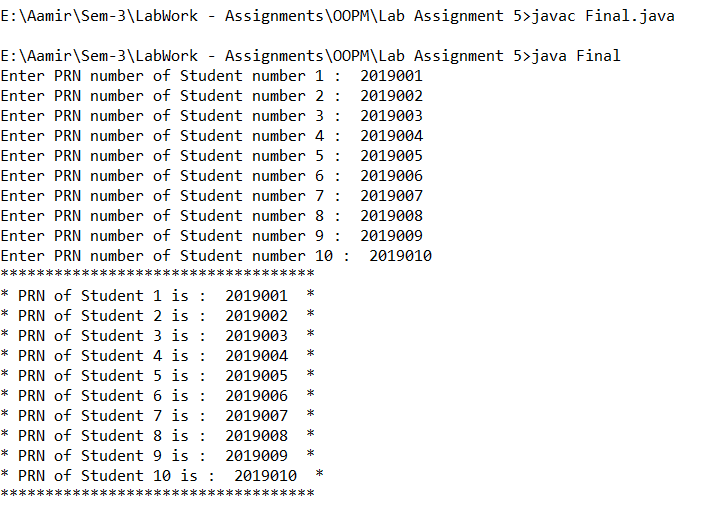 E:\Aamir\Sem-3\LabWork - Assignments\OOPM\Lab Assignment 5>javac Final.java
E:\Aamir\Sem-3\LabWork - Assignments\OOPM\Lab Assignment 5>java Final
Enter PRN number of Student number 1 :  2019001
Enter PRN number of Student number 2 :  2019002
Enter PRN number of Student number 3 :  2019003
Enter PRN number of Student number 4 :  2019004
Enter PRN number of Student number 5 :  2019005
Enter PRN number of Student number 6 :  2019006
Enter PRN number of Student number 7 :  2019007
Enter PRN number of Student number 8 :  2019008
Enter PRN number of Student number 9 :  2019009
Enter PRN number of Student number 10 :  2019010
***********************************
* PRN of Student 1 is :  2019001  *
* PRN of Student 2 is :  2019002  *
* PRN of Student 3 is :  2019003  *
* PRN of Student 4 is :  2019004  *
* PRN of Student 5 is :  2019005  *
* PRN of Student 6 is :  2019006  *
* PRN of Student 7 is :  2019007  *
* PRN of Student 8 is :  2019008  *
* PRN of Student 9 is :  2019009  *
* PRN of Student 10 is :  2019010  *
***********************************